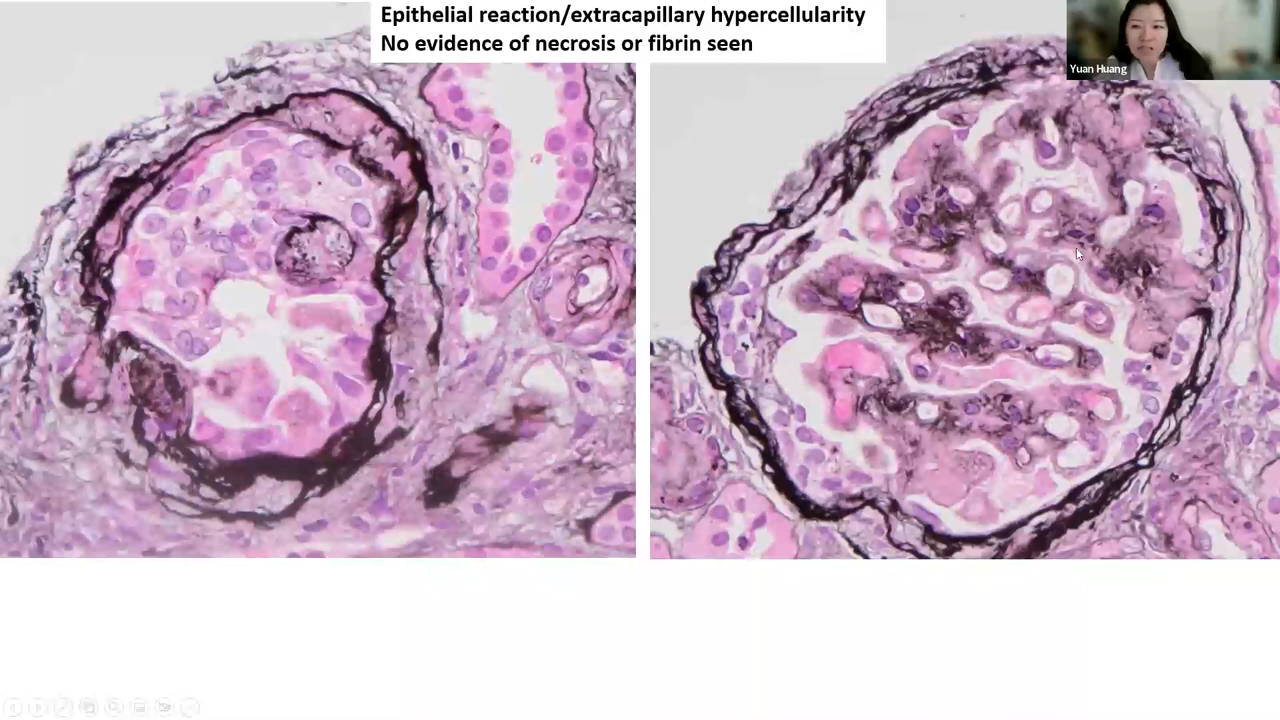 Epithelial reaction/extracapillary hypercellularity
No evidence of necrosis or fibrin seen
Yuan Huang